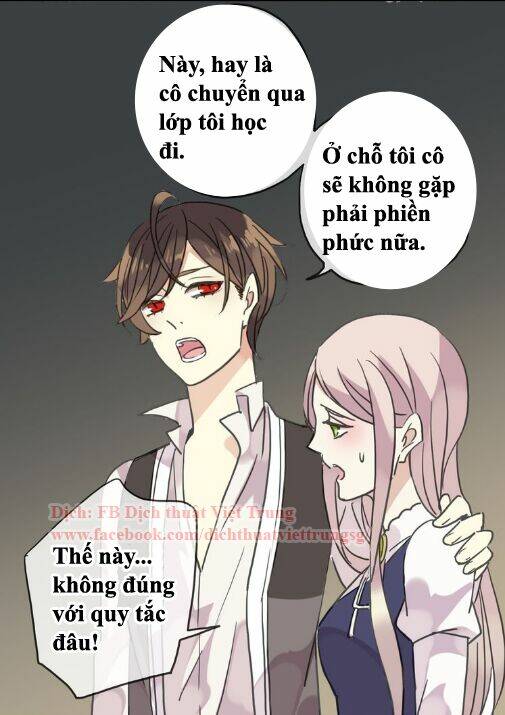 Này, hay là
cô chuyển qua
lớp tôi học
đi.
Ở chỗ tôi cô
sẽ không gặp
phải phiền
phức nữa.
Dịch: FB Dịch thuật Việt Trung
www.facebook.com/dichthuatviettrungsg
Thế này...
không đúng
với quy tắc
đâu!